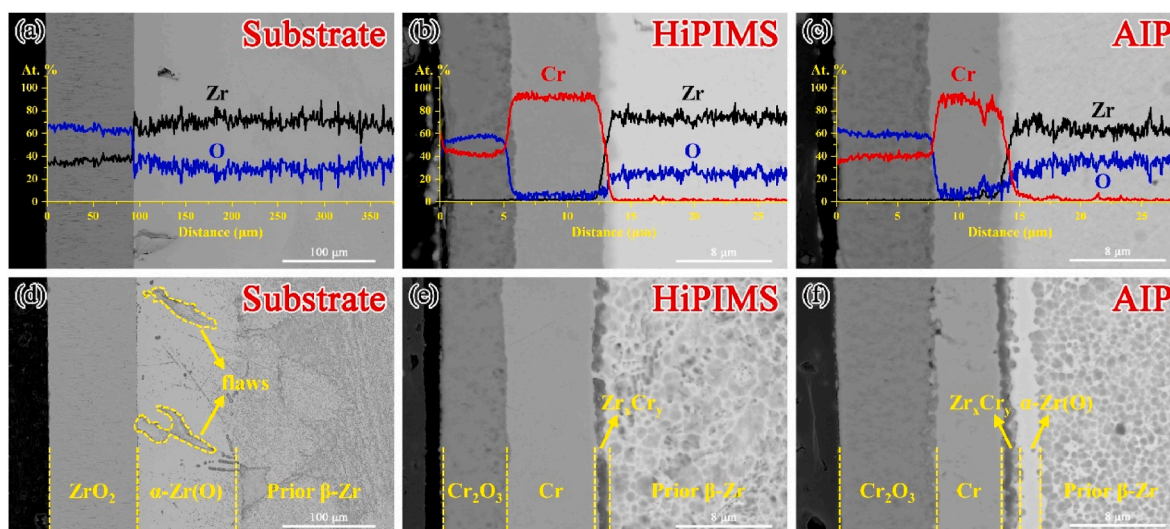 (a)
Substrate
At. %
100
80
60
40
20
0
Zr
O
0 50 100 150 200 250 300 350
Distance (μm)
100 μm
(b)
HiPIMS
At. %
100
80
60
40
20
0
Cr
Zr
O
0 5 10 15 20 25
Distance (μm)
8 μm
(c)
AIP
At. %
100
80
60
40
20
0
Cr
Zr
O
0 5 10 15 20 25
Distance (μm)
8 μm
(d)
Substrate
flaws
ZrO₂ α-Zr(O) Prior β-Zr
100 μm
(e)
HiPIMS
ZrₓCrᵧ
Cr₂O₃ Cr Prior β-Zr
8 μm
(f)
AIP
ZrₓCrᵧ α-Zr(O)
Cr₂O₃ Cr Prior β-Zr
8 μm